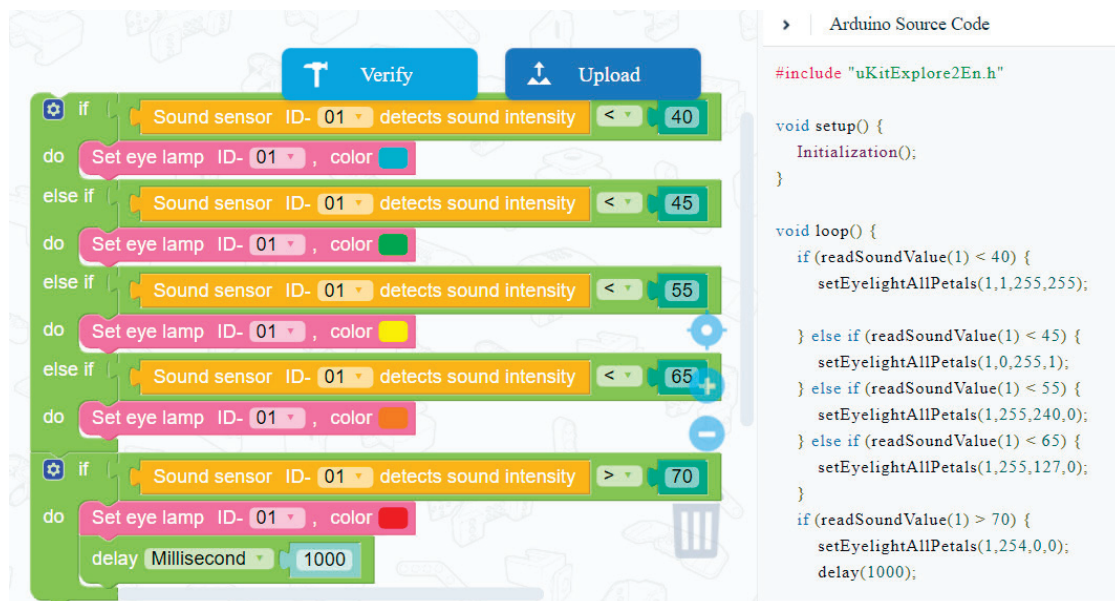 Verify
Upload
if Sound sensor ID- 01 detects sound intensity < 40
do Set eye lamp ID- 01 , color
else if Sound sensor ID- 01 detects sound intensity < 45
do Set eye lamp ID- 01 , color
else if Sound sensor ID- 01 detects sound intensity < 55
do Set eye lamp ID- 01 , color
else if Sound sensor ID- 01 detects sound intensity < 65
do Set eye lamp ID- 01 , color
if Sound sensor ID- 01 detects sound intensity > 70
do Set eye lamp ID- 01 , color
delay Millisecond 1000
Arduino Source Code
#include "uKitExplore2En.h"
void setup() {
Initialization();
}
void loop() {
if (readSoundValue(1) < 40) {
setEyelightAllPetals(1,1,255,255);
} else if (readSoundValue(1) < 45) {
setEyelightAllPetals(1,0,255,1);
} else if (readSoundValue(1) < 55) {
setEyelightAllPetals(1,255,240,0);
} else if (readSoundValue(1) < 65) {
setEyelightAllPetals(1,255,127,0);
}
if (readSoundValue(1) > 70) {
setEyelightAllPetals(1,254,0,0);
delay(1000);